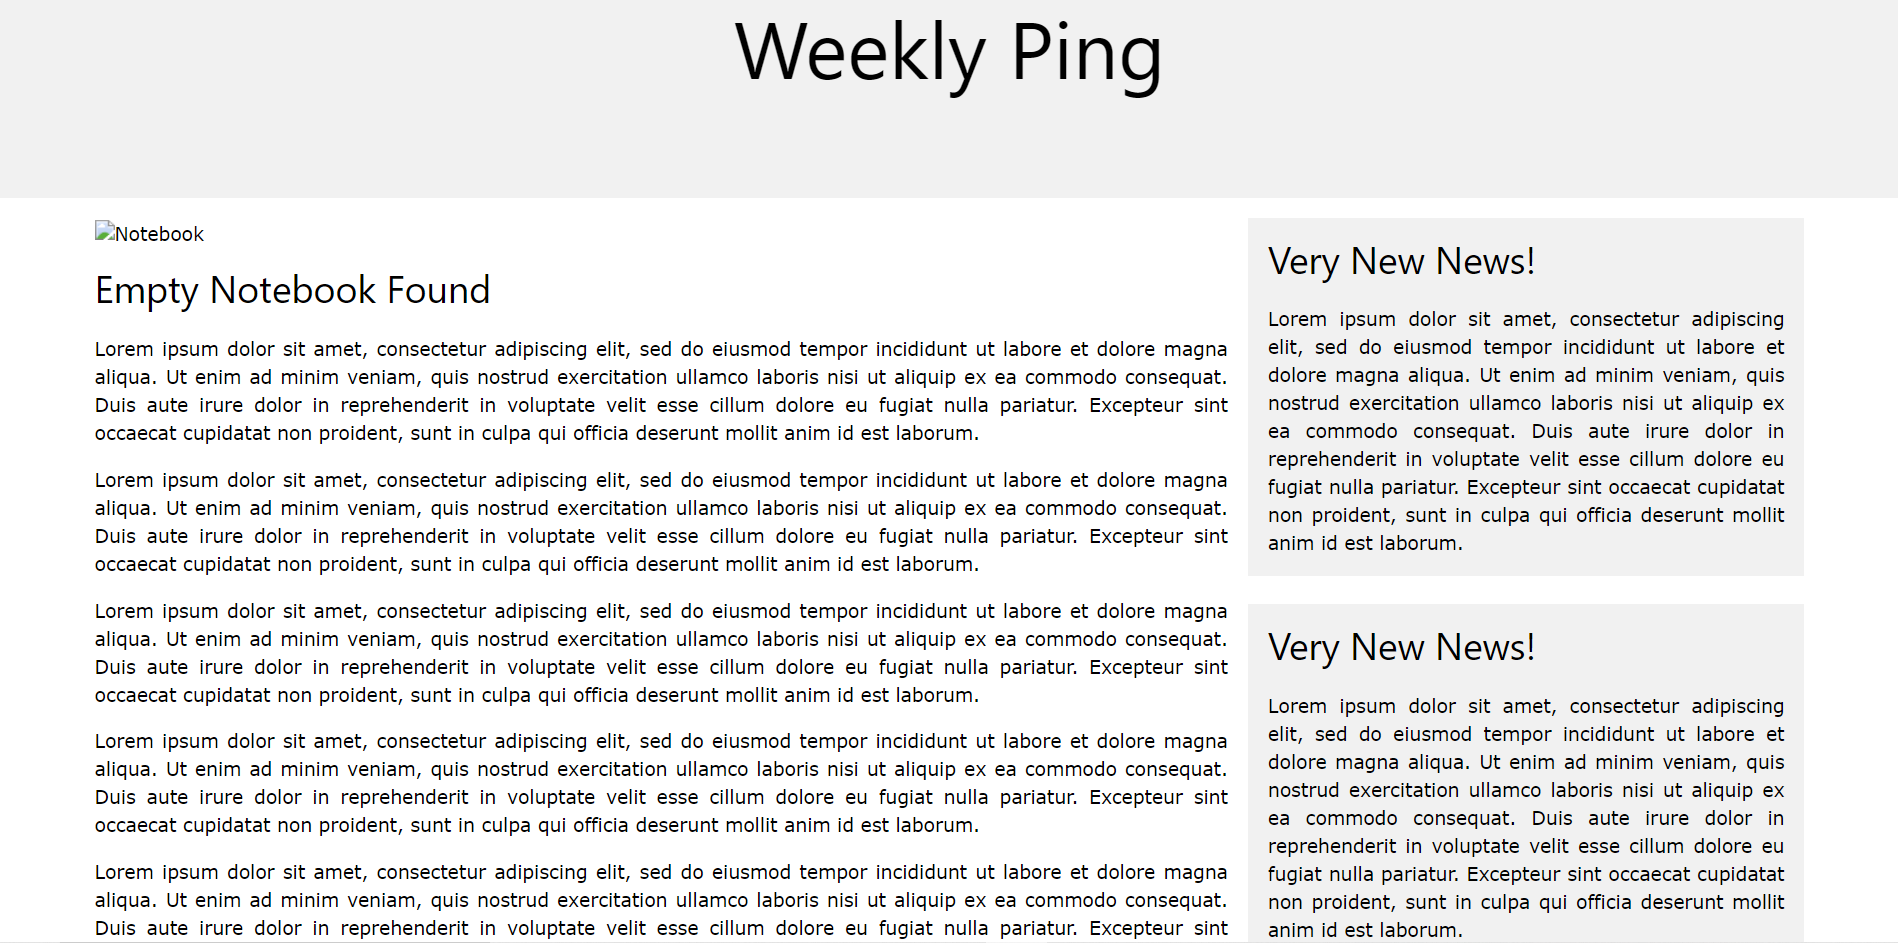 Weekly Ping
Notebook
Empty Notebook Found
Lorem ipsum dolor sit amet, consectetur adipiscing elit, sed do eiusmod tempor incididunt ut labore et dolore magna
aliqua. Ut enim ad minim veniam, quis nostrud exercitation ullamco laboris nisi ut aliquip ex ea commodo consequat.
Duis aute irure dolor in reprehenderit in voluptate velit esse cillum dolore eu fugiat nulla pariatur. Excepteur sint
occaecat cupidatat non proident, sunt in culpa qui officia deserunt mollit anim id est laborum.
Lorem ipsum dolor sit amet, consectetur adipiscing elit, sed do eiusmod tempor incididunt ut labore et dolore magna
aliqua. Ut enim ad minim veniam, quis nostrud exercitation ullamco laboris nisi ut aliquip ex ea commodo consequat.
Duis aute irure dolor in reprehenderit in voluptate velit esse cillum dolore eu fugiat nulla pariatur. Excepteur sint
occaecat cupidatat non proident, sunt in culpa qui officia deserunt mollit anim id est laborum.
Lorem ipsum dolor sit amet, consectetur adipiscing elit, sed do eiusmod tempor incididunt ut labore et dolore magna
aliqua. Ut enim ad minim veniam, quis nostrud exercitation ullamco laboris nisi ut aliquip ex ea commodo consequat.
Duis aute irure dolor in reprehenderit in voluptate velit esse cillum dolore eu fugiat nulla pariatur. Excepteur sint
occaecat cupidatat non proident, sunt in culpa qui officia deserunt mollit anim id est laborum.
Lorem ipsum dolor sit amet, consectetur adipiscing elit, sed do eiusmod tempor incididunt ut labore et dolore magna
aliqua. Ut enim ad minim veniam, quis nostrud exercitation ullamco laboris nisi ut aliquip ex ea commodo consequat.
Duis aute irure dolor in reprehenderit in voluptate velit esse cillum dolore eu fugiat nulla pariatur. Excepteur sint
occaecat cupidatat non proident, sunt in culpa qui officia deserunt mollit anim id est laborum.
Lorem ipsum dolor sit amet, consectetur adipiscing elit, sed do eiusmod tempor incididunt ut labore et dolore magna
aliqua. Ut enim ad minim veniam, quis nostrud exercitation ullamco laboris nisi ut aliquip ex ea commodo consequat.
Duis aute irure dolor in reprehenderit in voluptate velit esse cillum dolore eu fugiat nulla pariatur. Excepteur sint
Very New News!
Lorem ipsum dolor sit amet, consectetur adipiscing
elit, sed do eiusmod tempor incididunt ut labore et
dolore magna aliqua. Ut enim ad minim veniam, quis
nostrud exercitation ullamco laboris nisi ut aliquip ex
ea commodo consequat. Duis aute irure dolor in
reprehenderit in voluptate velit esse cillum dolore eu
fugiat nulla pariatur. Excepteur sint occaecat cupidatat
non proident, sunt in culpa qui officia deserunt mollit
anim id est laborum.
Very New News!
Lorem ipsum dolor sit amet, consectetur adipiscing
elit, sed do eiusmod tempor incididunt ut labore et
dolore magna aliqua. Ut enim ad minim veniam, quis
nostrud exercitation ullamco laboris nisi ut aliquip ex
ea commodo consequat. Duis aute irure dolor in
reprehenderit in voluptate velit esse cillum dolore eu
fugiat nulla pariatur. Excepteur sint occaecat cupidatat
non proident, sunt in culpa qui officia deserunt mollit
anim id est laborum.